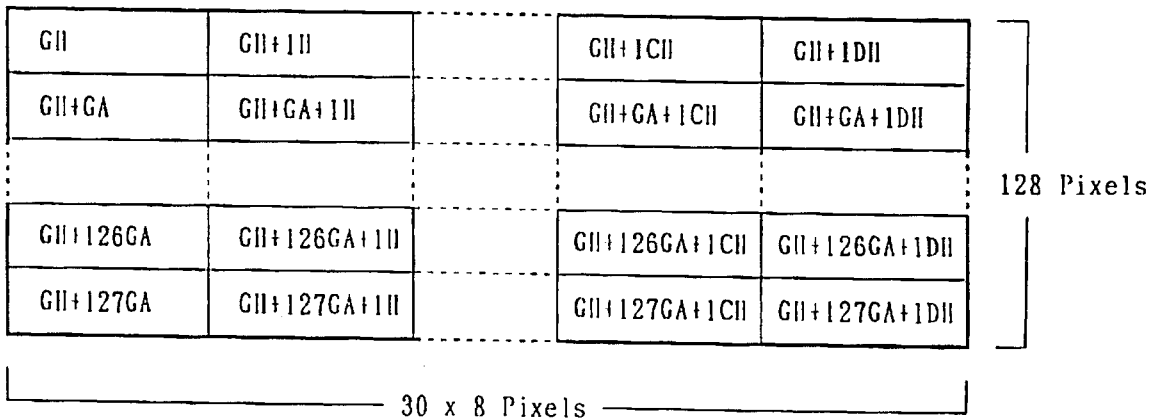 GH GH+1H GH+1CH GH+1DH
GH+GA GH+GA+1H GH+GA+1CH GH+GA+1DH
128 Pixels
GH+126GA GH+126GA+1H GH+126GA+1CH GH+126GA+1DH
GH+127GA GH+127GA+1H GH+127GA+1CH GH+127GA+1DH
30 x 8 Pixels